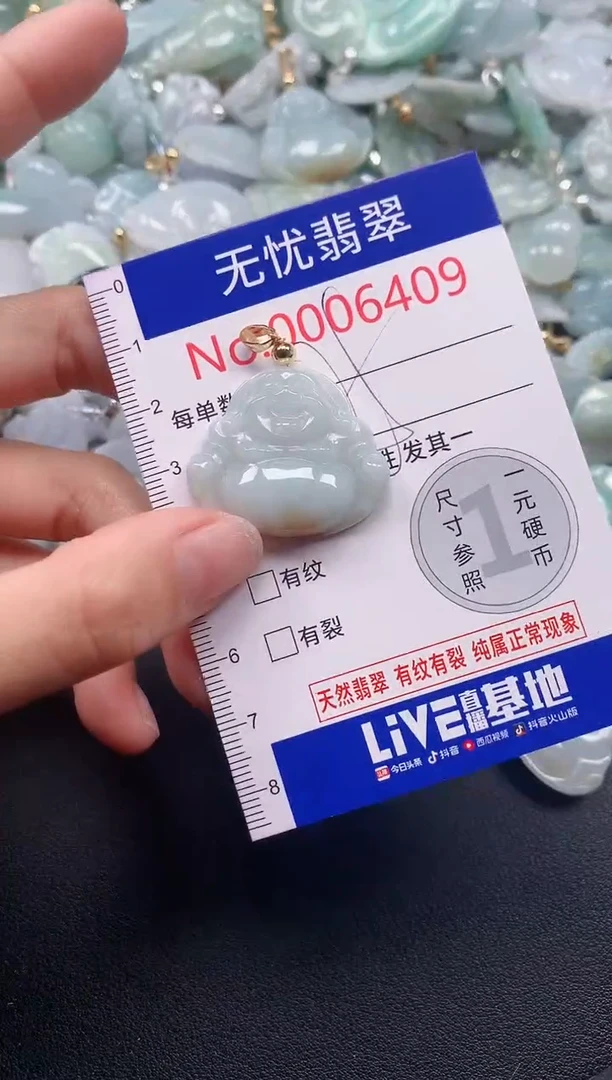 无忧翡翠
No.0006409
每单数
发其一
尺寸参照
1
一元硬币
有纹
有裂
天然翡翠 有纹有裂 纯属正常现象
LiVE直播基地
今日头条 抖音 西瓜视频 抖音火山版
0
1
2
3
6
7
8